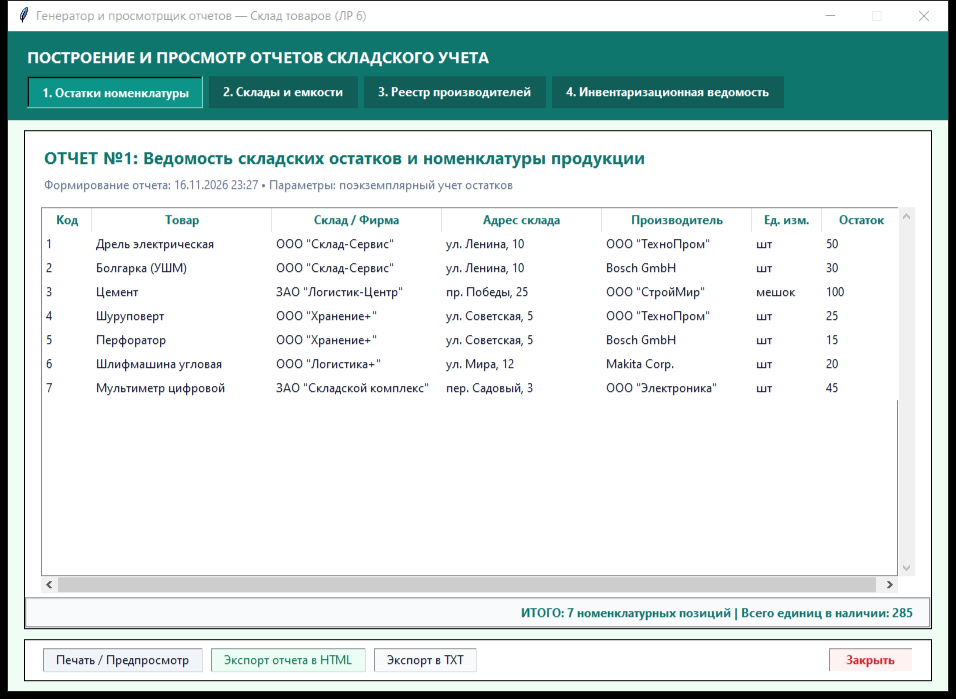 Генератор и просмотрщик отчетов — Склад товаров (ЛР 6)
ПОСТРОЕНИЕ И ПРОСМОТР ОТЧЕТОВ СКЛАДСКОГО УЧЕТА
1. Остатки номенклатуры 2. Склады и емкости 3. Реестр производителей 4. Инвентаризационная ведомость
ОТЧЕТ №1: Ведомость складских остатков и номенклатуры продукции
Формирование отчета: 16.11.2026 23:27 • Параметры: поэкземплярный учет остатков
Код Товар Склад / Фирма Адрес склада Производитель Ед. изм. Остаток
1 Дрель электрическая ООО "Склад-Сервис" ул. Ленина, 10 ООО "ТехноПром" шт 50
2 Болгарка (УШМ) ООО "Склад-Сервис" ул. Ленина, 10 Bosch GmbH шт 30
3 Цемент ЗАО "Логистик-Центр" пр. Победы, 25 ООО "СтройМир" мешок 100
4 Шуруповерт ООО "Хранение+" ул. Советская, 5 ООО "ТехноПром" шт 25
5 Перфоратор ООО "Хранение+" ул. Советская, 5 Bosch GmbH шт 15
6 Шлифмашина угловая ООО "Логистика+" ул. Мира, 12 Makita Corp. шт 20
7 Мультиметр цифровой ЗАО "Складской комплекс" пер. Садовый, 3 ООО "Электроника" шт 45
ИТОГО: 7 номенклатурных позиций | Всего единиц в наличии: 285
Печать / Предпросмотр Экспорт отчета в HTML Экспорт в TXT Закрыть